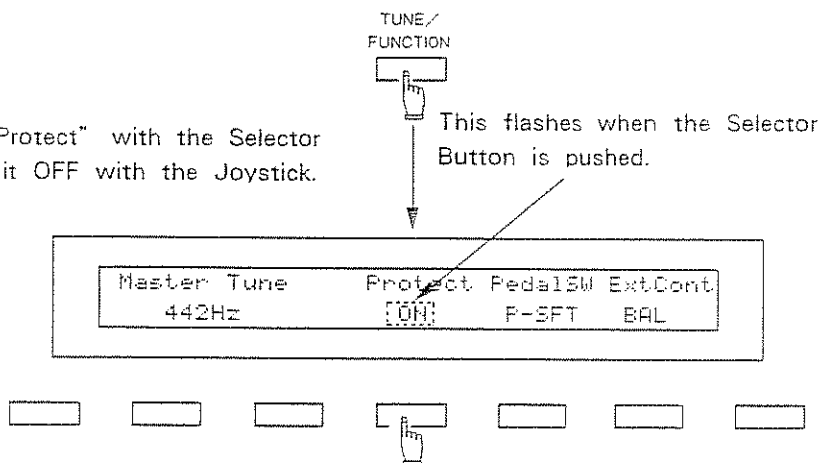 TUNE/
FUNCTION
Protect" with the Selector
it OFF with the Joystick.
This flashes when the Selector
Button is pushed.
Master Tune Protect PedalSW ExtCont
442Hz ON P-SFT BAL